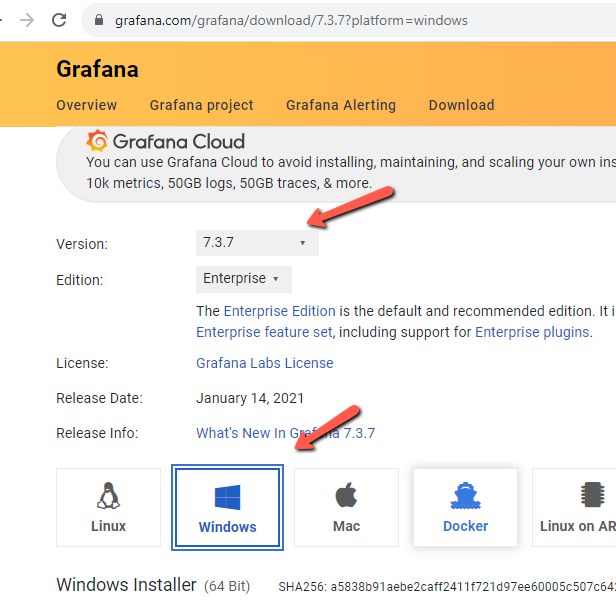 grafana.com/grafana/download/7.3.7?platform=windows
Grafana
Overview Grafana project Grafana Alerting Download
Grafana Cloud
You can use Grafana Cloud to avoid installing, maintaining, and scaling your own ins
10k metrics, 50GB logs, 50GB traces, & more.
Version: 7.3.7
Edition: Enterprise
The Enterprise Edition is the default and recommended edition. It i
Enterprise feature set, including support for Enterprise plugins.
License: Grafana Labs License
Release Date: January 14, 2021
Release Info: What's New In Grafana 7.3.7
Linux Windows Mac Docker Linux on AR
Windows Installer (64 Bit) SHA256: a5838b91aebe2caff2411f721d97ee60005c507c64